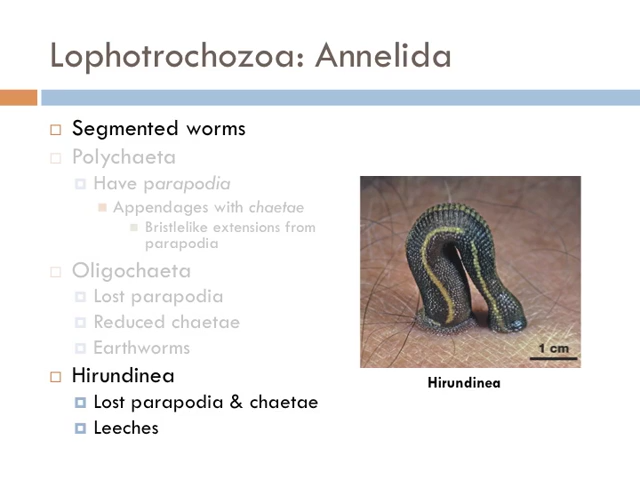 Lophotrochozoa: Annelida
Segmented worms
Polychaeta
Have parapodia
Appendages with chaetae
Bristlelike extensions from
parapodia
Oligochaeta
Lost parapodia
Reduced chaetae
Earthworms
Hirundinea
Lost parapodia & chaetae
Leeches
1 cm
Hirundinea